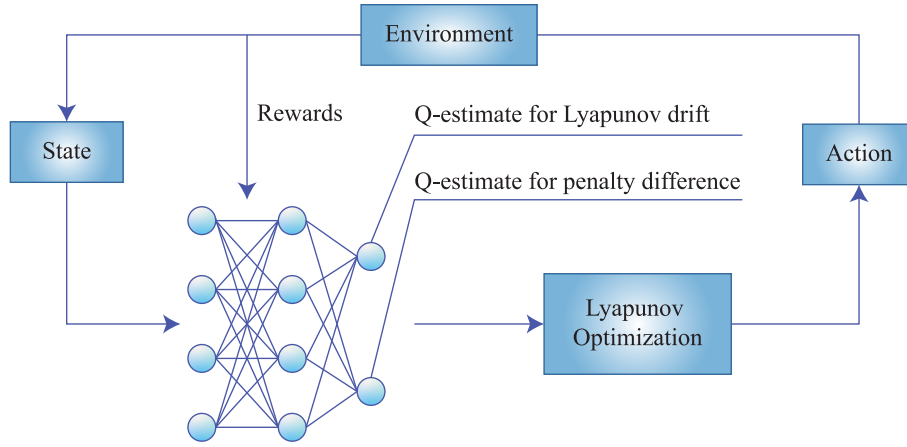 Environment
Rewards
Q-estimate for Lyapunov drift
State
Action
Q-estimate for penalty difference
Lyapunov
Optimization